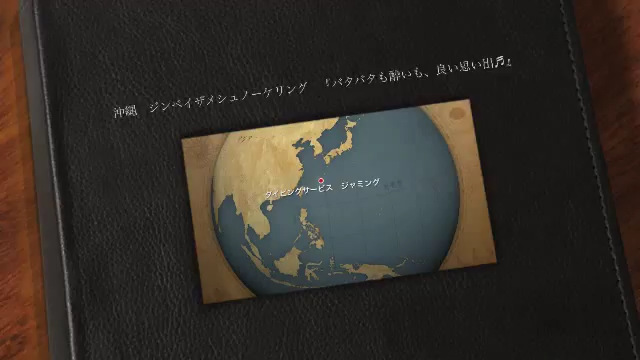 沖縄　ジンベイザメシュノーケリング　『バタバタも酔いも、良い思い出♬』
ダイビングサービス　ジャミング